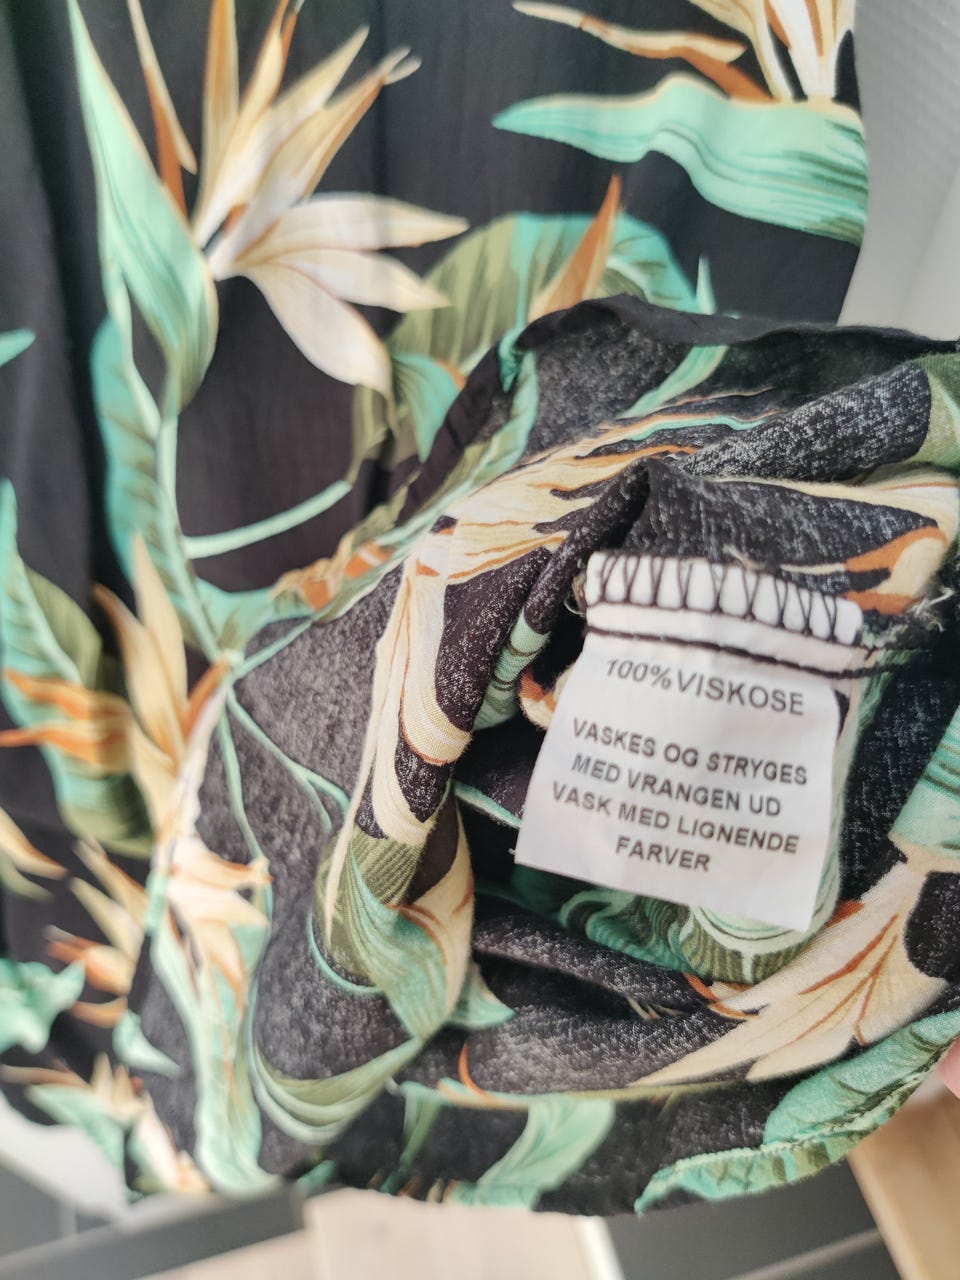 100%VISKOSE
VASKES OG STRYGES
MED VRANGEN UD
VASK MED LIGNENDE
FARVER